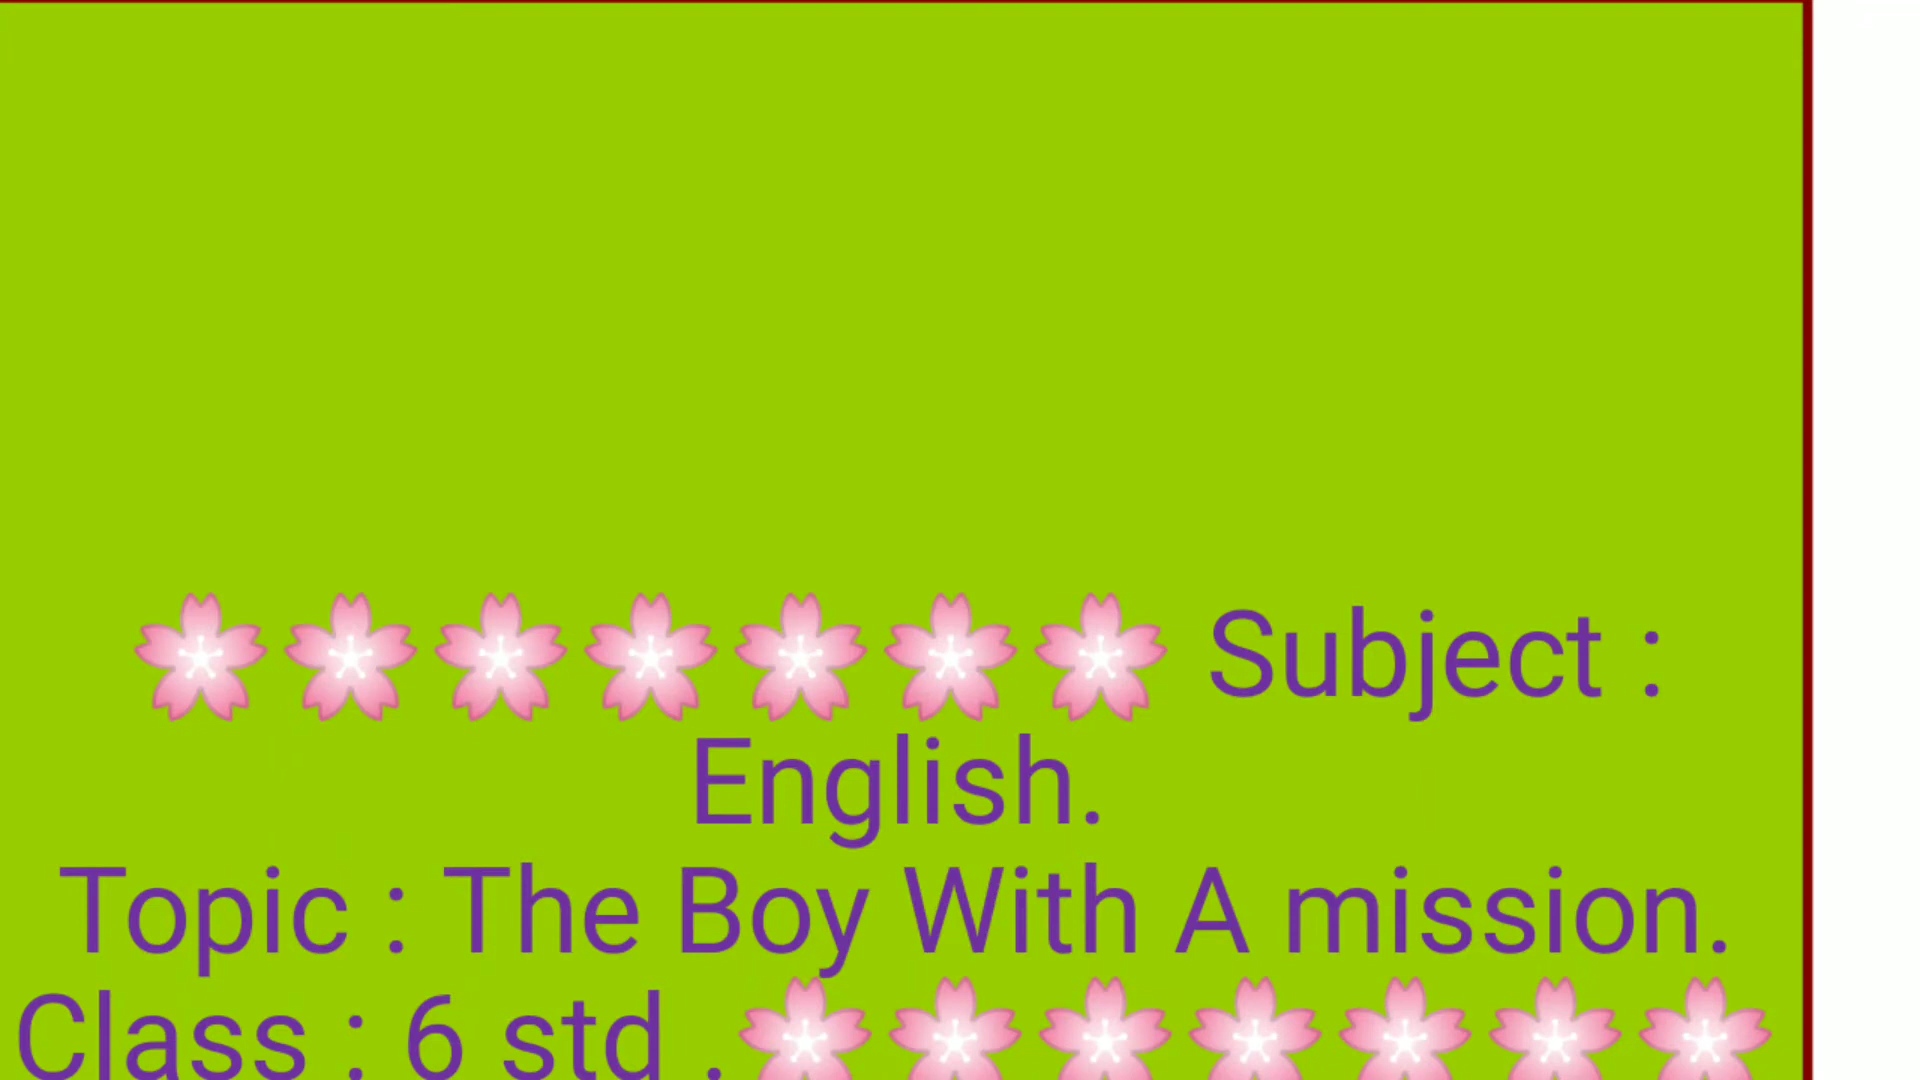 🌸🌸🌸🌸🌸🌸🌸 Subject :
English.
Topic : The Boy With A mission.
Class : 6 std .🌸🌸🌸🌸🌸🌸🌸